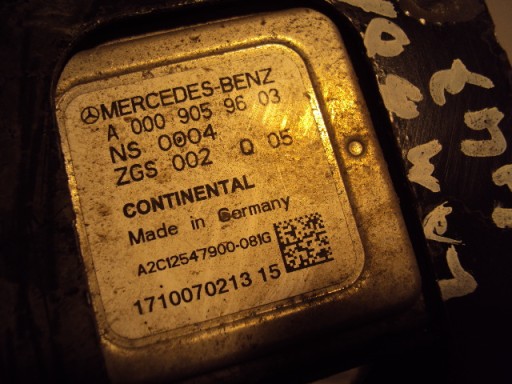 MERCEDES-BENZ
A 000 905 96 03
NS 0004
ZGS 002 Q 05
CONTINENTAL
Made in Germany
A2C12547900-081G
1710070213 15